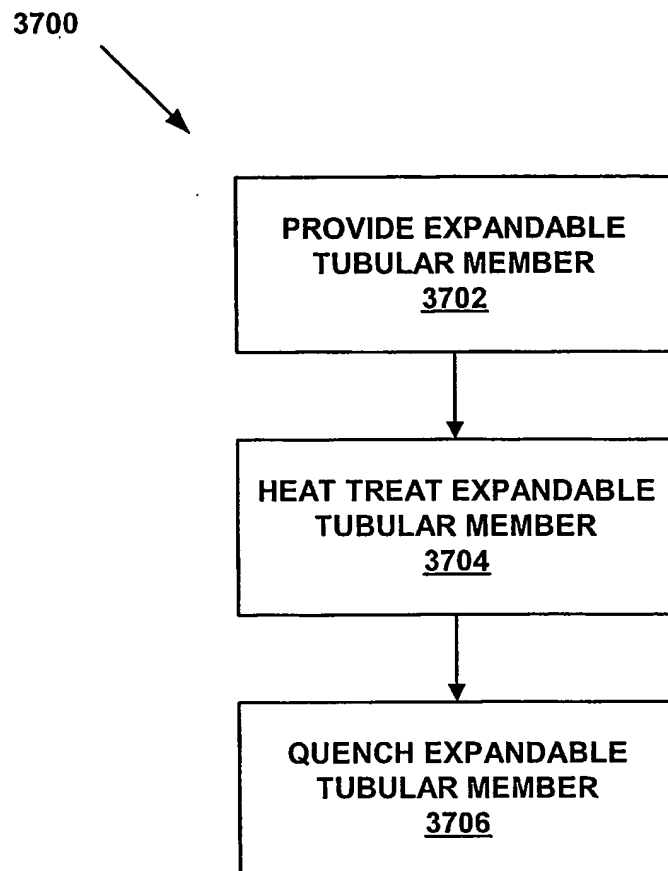 3700
PROVIDE EXPANDABLE
TUBULAR MEMBER
3702
HEAT TREAT EXPANDABLE
TUBULAR MEMBER
3704
QUENCH EXPANDABLE
TUBULAR MEMBER
3706